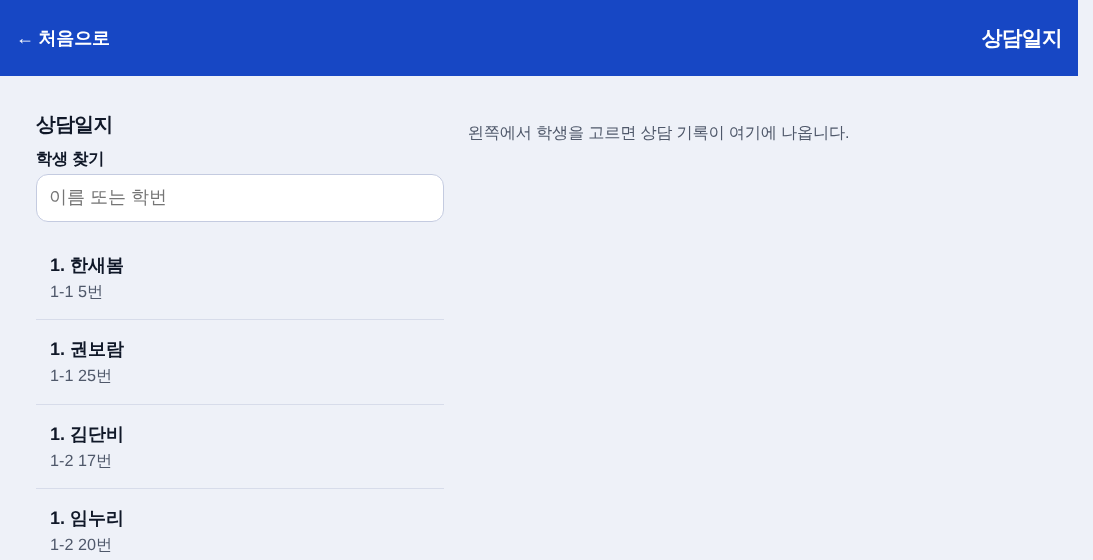 ← 처음으로
상담일지
상담일지
학생 찾기
이름 또는 학번
1. 한새봄
1-1 5번
1. 권보람
1-1 25번
1. 김단비
1-2 17번
1. 임누리
1-2 20번
왼쪽에서 학생을 고르면 상담 기록이 여기에 나옵니다.